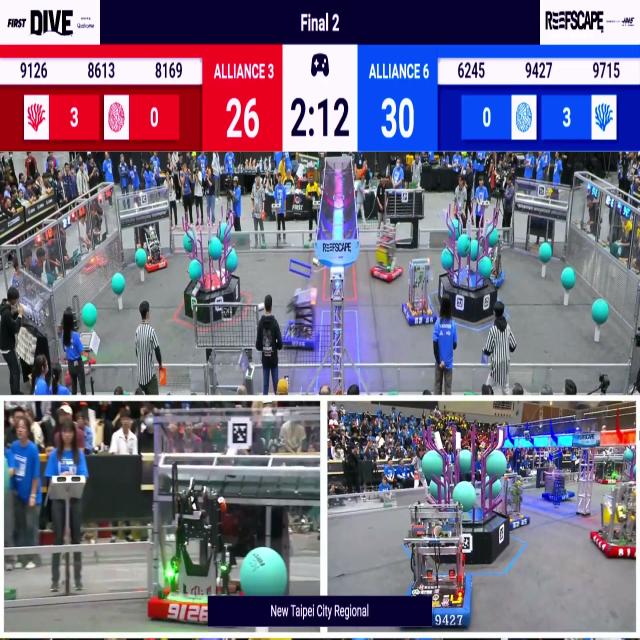 FIRST DIVE
Final 2
REEFSCAPE
9126 8613 8169
ALLIANCE 3
ALLIANCE 6
6245 9427 9715
3 0
26
2:12
30
0 3
REEFSCAPE
9126
9427
New Taipei City Regional